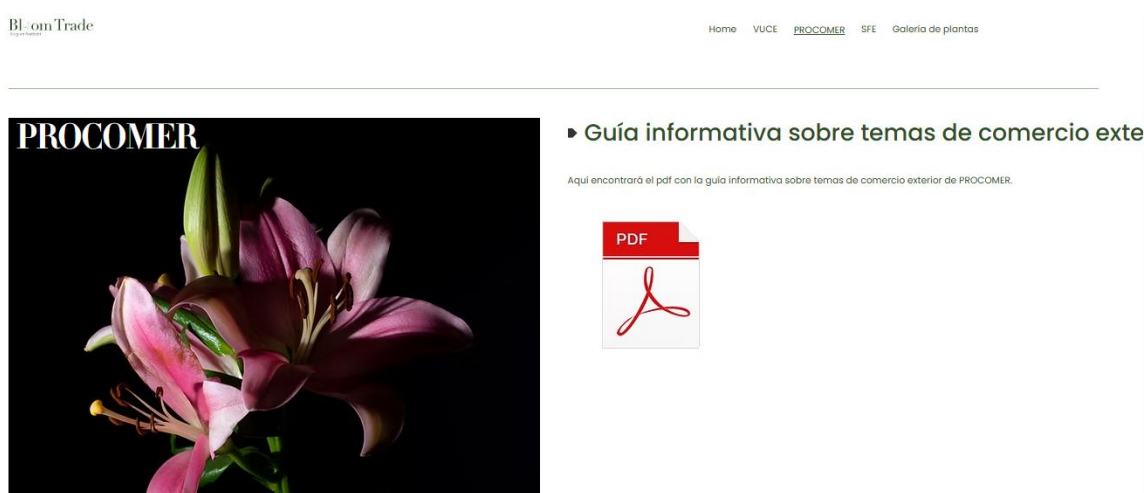 Bloom Trade
Home VUCE PROCOMER SFE Galería de plantas
PROCOMER
Guía informativa sobre temas de comercio exte
Aquí encontrará el pdf con la guía informativa sobre temas de comercio exterior de PROCOMER.
PDF